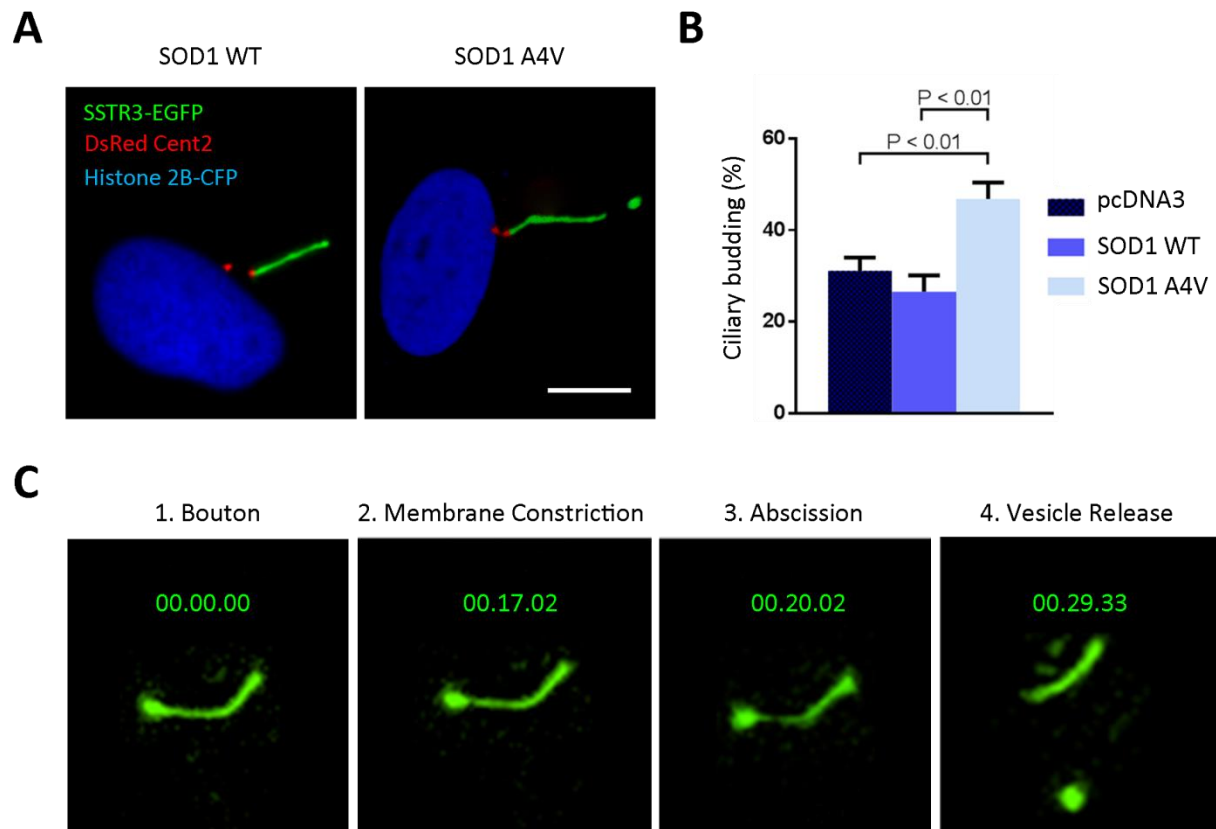 A
SOD1 WT
SOD1 A4V
SSTR3-EGFP
DsRed Cent2
Histone 2B-CFP
B
P < 0.01
P < 0.01
60
40
20
0
Ciliary budding (%)
pcDNA3
SOD1 WT
SOD1 A4V
C
1. Bouton
2. Membrane Constriction
3. Abscission
4. Vesicle Release
00.00.00
00.17.02
00.20.02
00.29.33